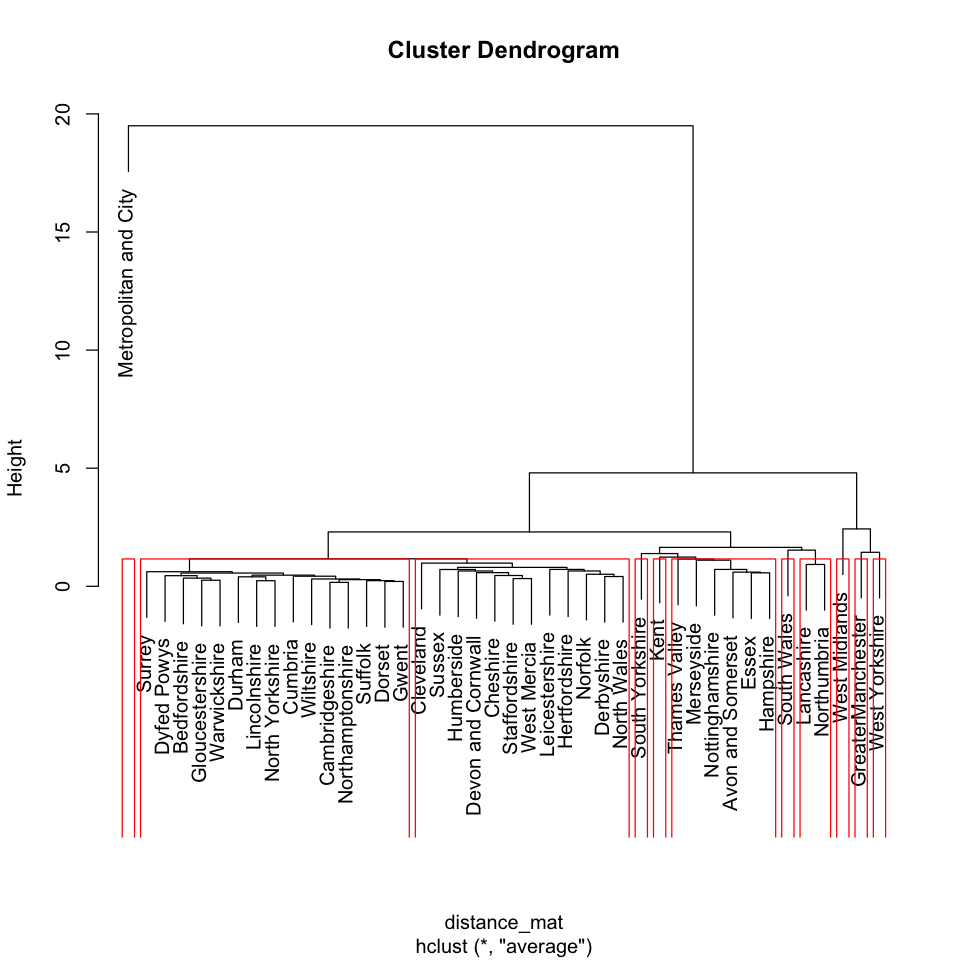 Cluster Dendrogram
Height
20
15
10
5
0
Metropolitan and City
Surrey
Dyfed Powys
Bedfordshire
Gloucestershire
Warwickshire
Durham
Lincolnshire
North Yorkshire
Cumbria
Wiltshire
Cambridgeshire
Northamptonshire
Suffolk
Dorset
Gwent
Cleveland
Sussex
Humberside
Devon and Cornwall
Cheshire
Staffordshire
West Mercia
Leicestershire
Hertfordshire
Norfolk
Derbyshire
North Wales
South Yorkshire
Kent
Thames Valley
Merseyside
Nottinghamshire
Avon and Somerset
Essex
Hampshire
South Wales
Lancashire
Northumbria
West Midlands
GreaterManchester
West Yorkshire
distance_mat
hclust (*, "average")